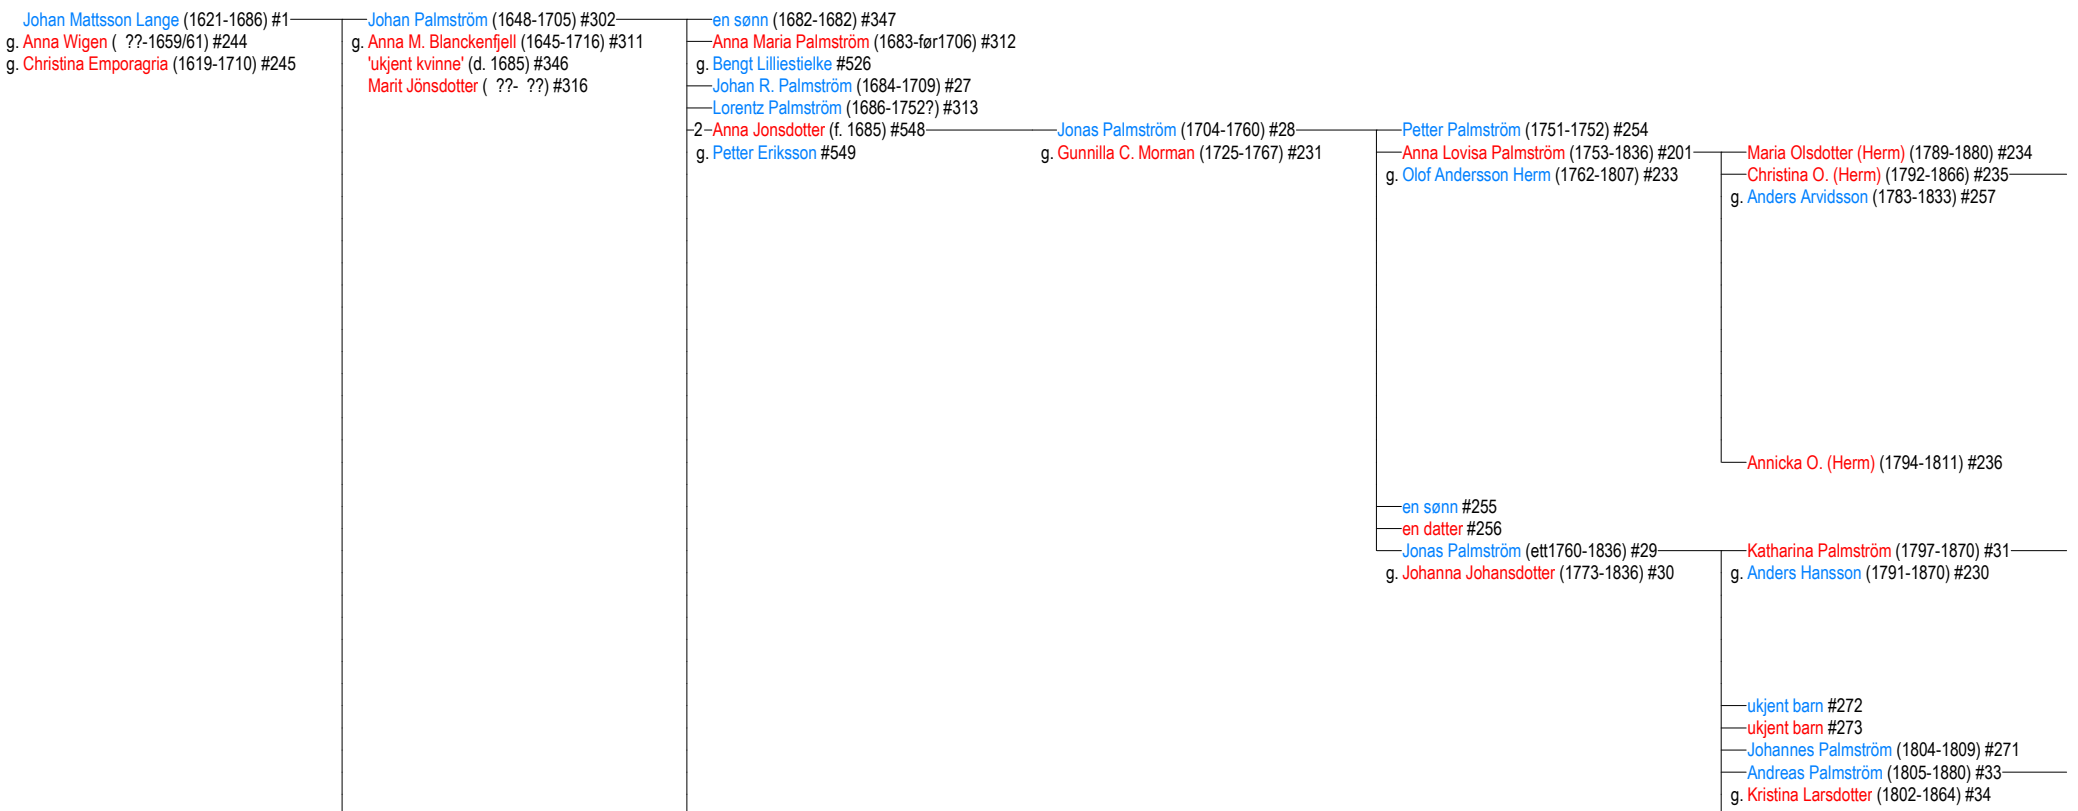 Johan Mattsson Lange (1621-1686) #1
g. Anna Wigen ( ??-1659/61) #244
g. Christina Emporagria (1619-1710) #245
Johan Palmström (1648-1705) #302
g. Anna M. Blanckenfjell (1645-1716) #311
'ukjent kvinne' (d. 1685) #346
Marit Jönsdotter ( ??- ??) #316
en sønn (1682-1682) #347
Anna Maria Palmström (1683-før1706) #312
g. Bengt Lilliestielke #526
Johan R. Palmström (1684-1709) #27
Lorentz Palmström (1686-1752?) #313
2 Anna Jonsdotter (f. 1685) #548
g. Petter Eriksson #549
Jonas Palmström (1704-1760) #28
g. Gunnilla C. Morman (1725-1767) #231
Petter Palmström (1751-1752) #254
Anna Lovisa Palmström (1753-1836) #201
g. Olof Andersson Herm (1762-1807) #233
Maria Olsdotter (Herm) (1789-1880) #234
Christina O. (Herm) (1792-1866) #235
g. Anders Arvidsson (1783-1833) #257
Annicka O. (Herm) (1794-1811) #236
en sønn #255
en datter #256
Jonas Palmström (ett1760-1836) #29
g. Johanna Johansdotter (1773-1836) #30
Katharina Palmström (1797-1870) #31
g. Anders Hansson (1791-1870) #230
ukjent barn #272
ukjent barn #273
Johannes Palmström (1804-1809) #271
Andreas Palmström (1805-1880) #33
g. Kristina Larsdotter (1802-1864) #34